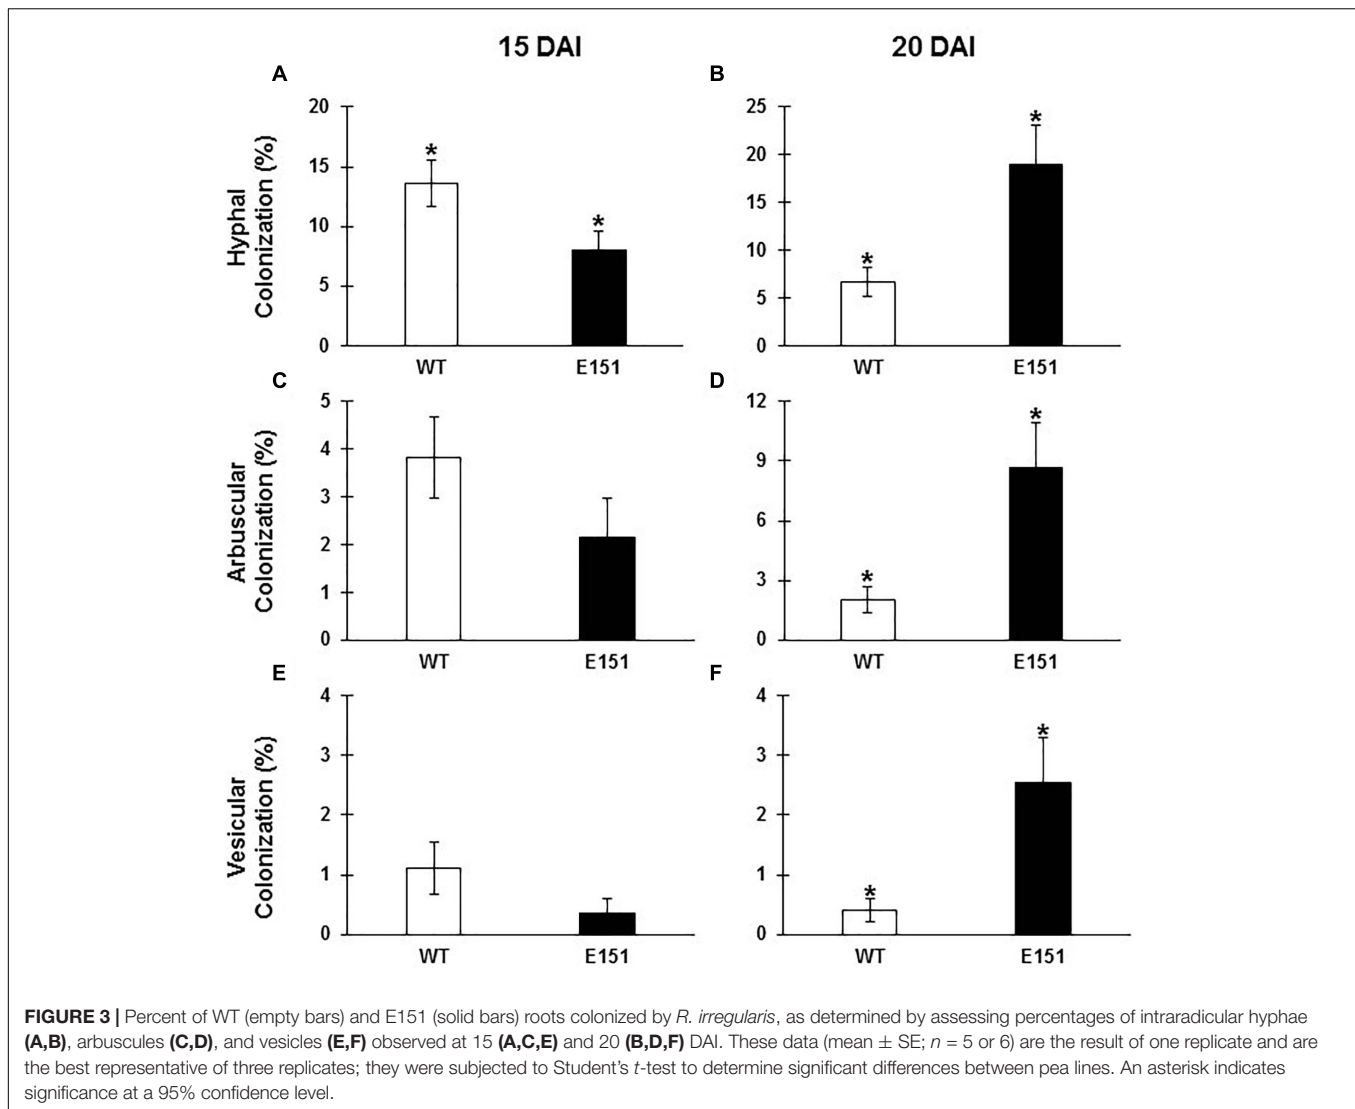 15 DAI
20 DAI
A
B
Hyphal
Colonization (%)
20
15
10
5
0
*
*
WT
E151
25
20
15
10
5
0
*
*
WT
E151
C
D
Arbuscular
Colonization (%)
5
4
3
2
1
0
WT
E151
12
9
6
3
0
*
*
WT
E151
E
F
Vesicular
Colonization (%)
4
3
2
1
0
WT
E151
4
3
2
1
0
*
*
WT
E151
FIGURE 3 | Percent of WT (empty bars) and E151 (solid bars) roots colonized by R. irregularis, as determined by assessing percentages of intraradicular hyphae
(A,B), arbuscules (C,D), and vesicles (E,F) observed at 15 (A,C,E) and 20 (B,D,F) DAI. These data (mean ± SE; n = 5 or 6) are the result of one replicate and are
the best representative of three replicates; they were subjected to Student’s t-test to determine significant differences between pea lines. An asterisk indicates
significance at a 95% confidence level.